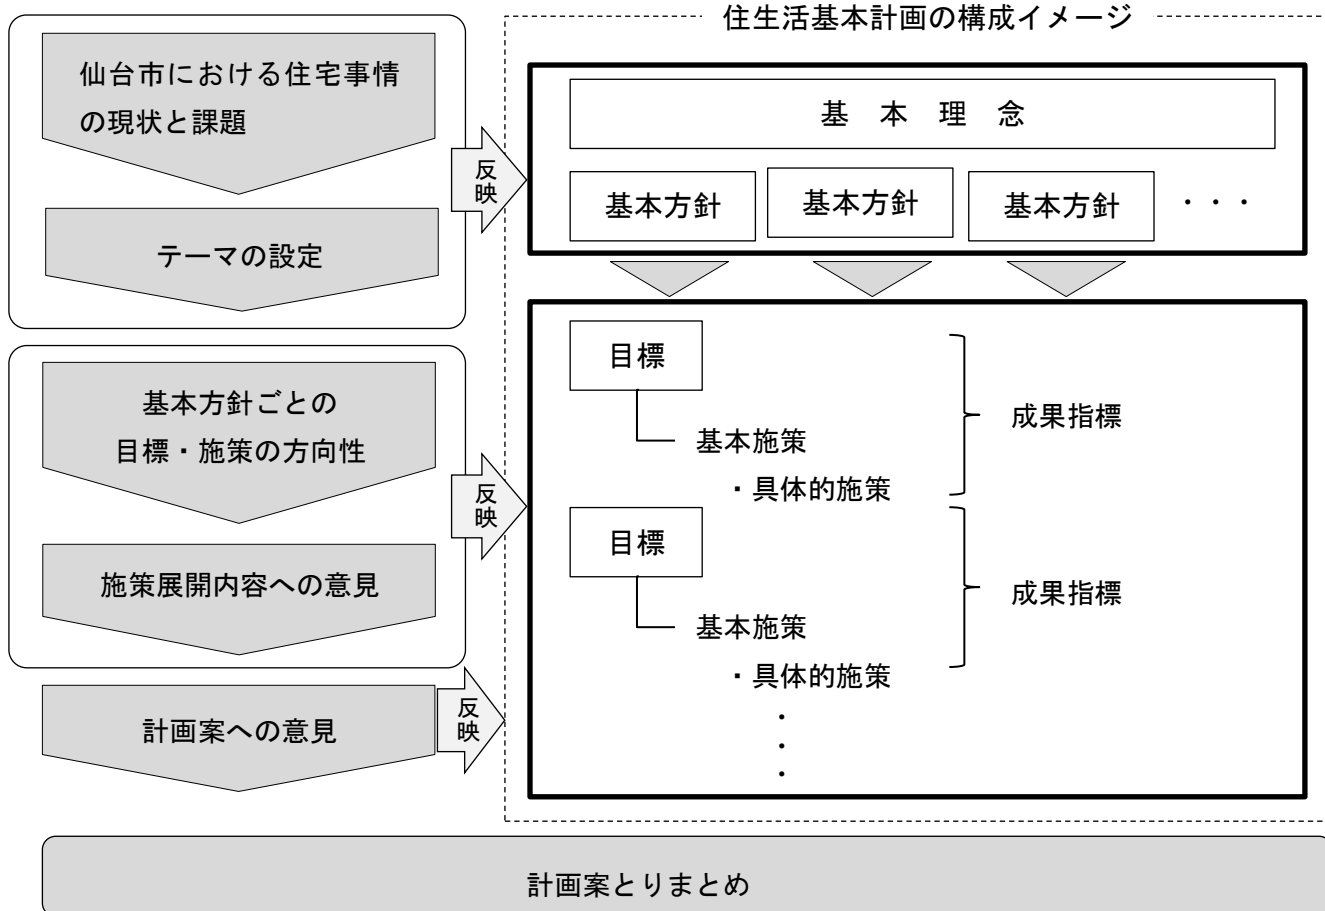 住生活基本計画の構成イメージ
仙台市における住宅事情
の現状と課題
テーマの設定
反映
基本理念
基本方針
基本方針
基本方針
・・・
基本方針ごとの
目標・施策の方向性
施策展開内容への意見
反映
目標
基本施策
・具体的施策
成果指標
目標
基本施策
・具体的施策
成果指標
・
・
・
計画案への意見
反映
計画案とりまとめ